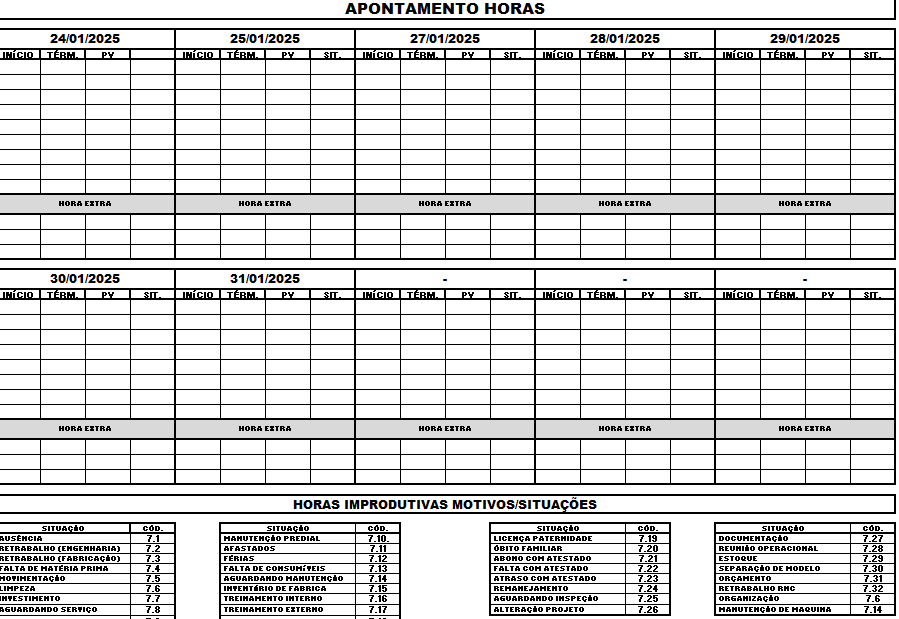 APONTAMENTO HORAS
24/01/2025 25/01/2025 27/01/2025 28/01/2025 29/01/2025
INÍCIO TÉRM. PV INÍCIO TÉRM. PV SIT. INÍCIO TÉRM. PV SIT. INÍCIO TÉRM. PV SIT. INÍCIO TÉRM. PV SIT.
HORA EXTRA HORA EXTRA HORA EXTRA HORA EXTRA HORA EXTRA
30/01/2025 31/01/2025 - - -
INÍCIO TÉRM. PV SIT. INÍCIO TÉRM. PV SIT. INÍCIO TÉRM. PV SIT. INÍCIO TÉRM. PV SIT. INÍCIO TÉRM. PV SIT.
HORA EXTRA HORA EXTRA HORA EXTRA HORA EXTRA HORA EXTRA
HORAS IMPRODUTIVAS MOTIVOS/SITUAÇÕES
SITUAÇÃO CÓD. SITUAÇÃO CÓD. SITUAÇÃO CÓD. SITUAÇÃO CÓD.
AUSÊNCIA 7.1 MANUTENÇÃO PREDIAL 7.10. LICENÇA PATERNIDADE 7.19 DOCUMENTAÇÃO 7.27
RETRABALHO (ENGENHARIA) 7.2 AFASTADOS 7.11 ÓBITO FAMILIAR 7.20 REUNIÃO OPERACIONAL 7.28
RETRABALHO (FABRICAÇÃO) 7.3 FÉRIAS 7.12 ABONO COM ATESTADO 7.21 ESTOQUE 7.29
FALTA DE MATÉRIA PRIMA 7.4 FALTA DE CONSUMÍVEIS 7.13 FALTA COM ATESTADO 7.22 SEPARAÇÃO DE MODELO 7.30
MOVIMENTAÇÃO 7.5 AGUARDANDO MANUTENÇÃO 7.14 ATRASO COM ATESTADO 7.23 ORÇAMENTO 7.31
LIMPEZA 7.6 INVENTÁRIO DE FABRICA 7.15 REMANEJAMENTO 7.24 RETRABALHO RNC 7.32
INVESTIMENTO 7.7 TREINAMENTO INTERNO 7.16 AGUARDANDO INSPEÇÃO 7.25 ORGANIZAÇÃO 7.6
AGUARDANDO SERVIÇO 7.8 TREINAMENTO EXTERNO 7.17 ALTERAÇÃO PROJETO 7.26 MANUTENÇÃO DE MAQUINA 7.14